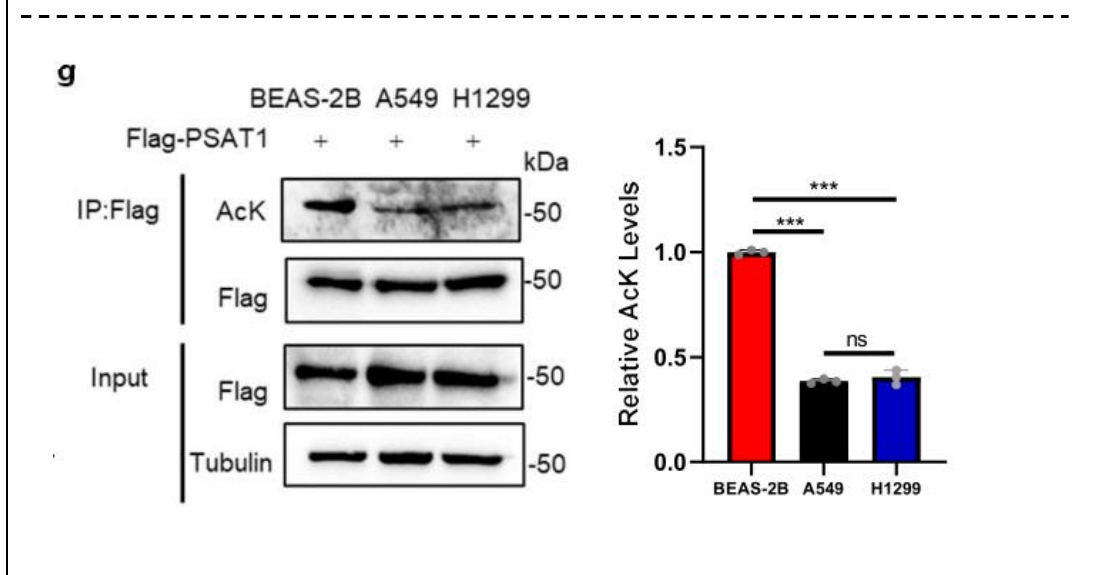 g
BEAS-2B A549 H1299
Flag-PSAT1 + + +
kDa
IP:Flag AcK -50
Flag -50
Input Flag -50
Tubulin -50
Relative AcK Levels
1.5
1.0
0.5
0.0
***
***
ns
BEAS-2B A549 H1299